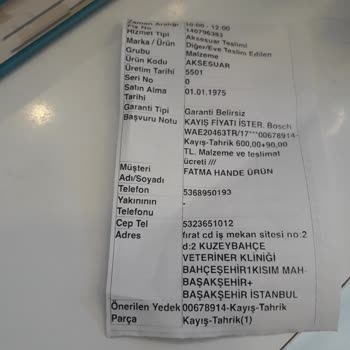 Zaman Aralığı 10:00 - 12:00
Fiş No 140796383
Hizmet Tipi Aksesuar Teslimi
Marka / Ürün Diğer/Eve Teslim Edilen
Grubu Malzeme
Ürün Kodu AKSESUAR
Üretim Tarihi 5501
Seri No 0
Satın Alma 01.01.1975
Tarihi
Garanti Tipi Garanti Belirsiz
Başvuru Notu KAYIŞ FİYATI İSTER. Bosch
WAE20463TR/17***00678914-
Kayış-Tahrik 600,00+90,00
TL. Malzeme ve teslimat
ücreti ///
Müşteri FATMA HANDE ÜRÜN
Adı/Soyadı
Telefon 5368950193
Yakınının -
Telefonu
Cep Tel 5323651012
Adres fırat cd iş mekan sitesi no:2
d:2 KUZEYBAHÇE
VETERİNER KLİNİĞİ
BAHÇEŞEHİR1KISIM MAH-
BAŞAKŞEHİR+
BAŞAKŞEHİR İSTANBUL
Önerilen Yedek 00678914-Kayış-Tahrik
Parça Kayış-Tahrik(1)